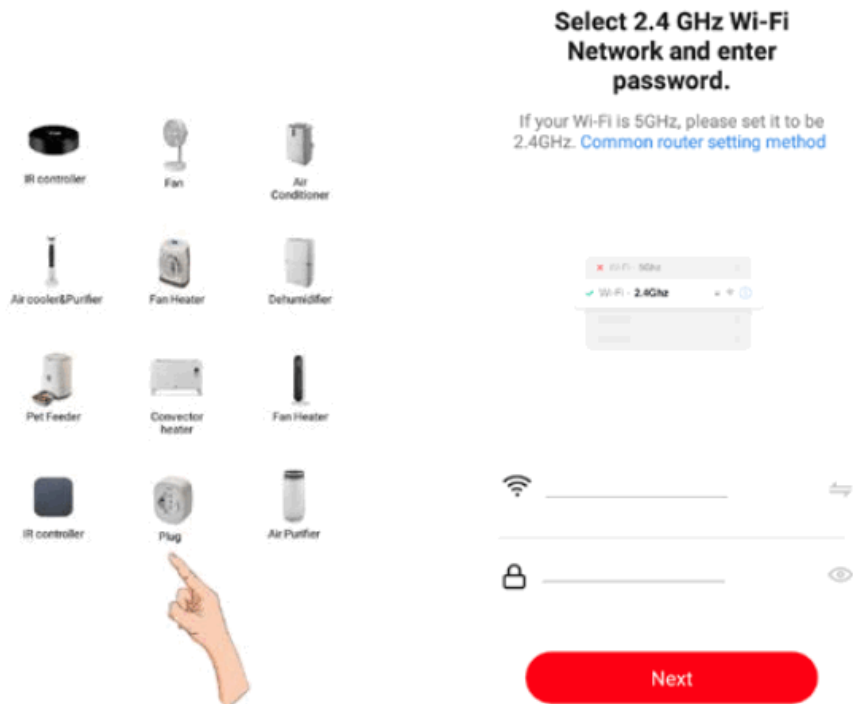 IR controller
Fan
Air
Conditioner
Air cooler&Purifier
Fan Heater
Dehumidifier
Pet Feeder
Convector
heater
Fan Heater
IR controller
Plug
Air Purifier
Select 2.4 GHz Wi-Fi
Network and enter
password.
If your Wi-Fi is 5GHz, please set it to be
2.4GHz. Common router setting method
Wi-Fi - 5Ghz
Wi-Fi - 2.4Ghz
Next